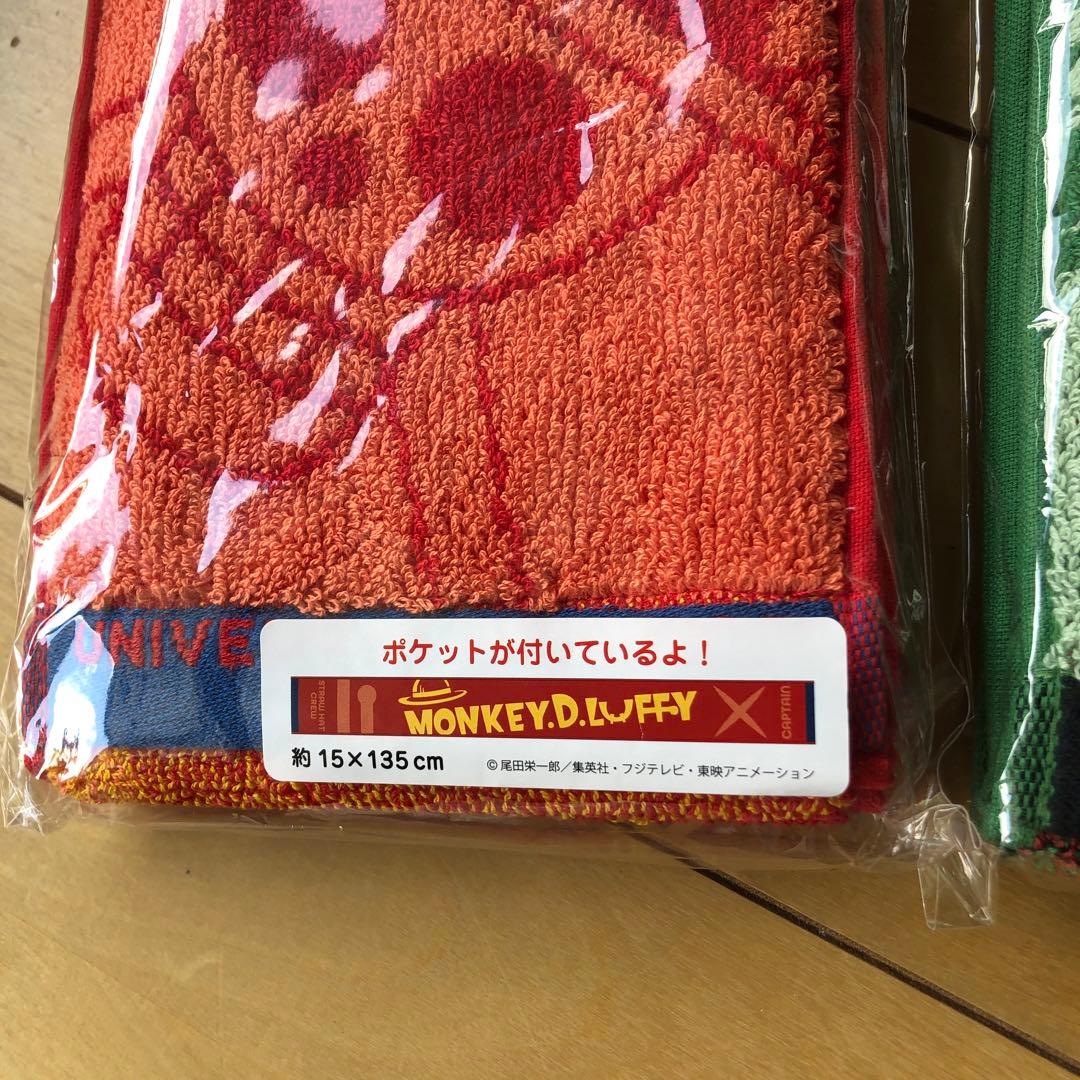 UNIVE
ポケットが付いているよ！
STRAW HAT
CREW
MONKEY.D.LUFFY
CAPTAIN
約 15×135 cm
© 尾田栄一郎／集英社・フジテレビ・東映アニメーション